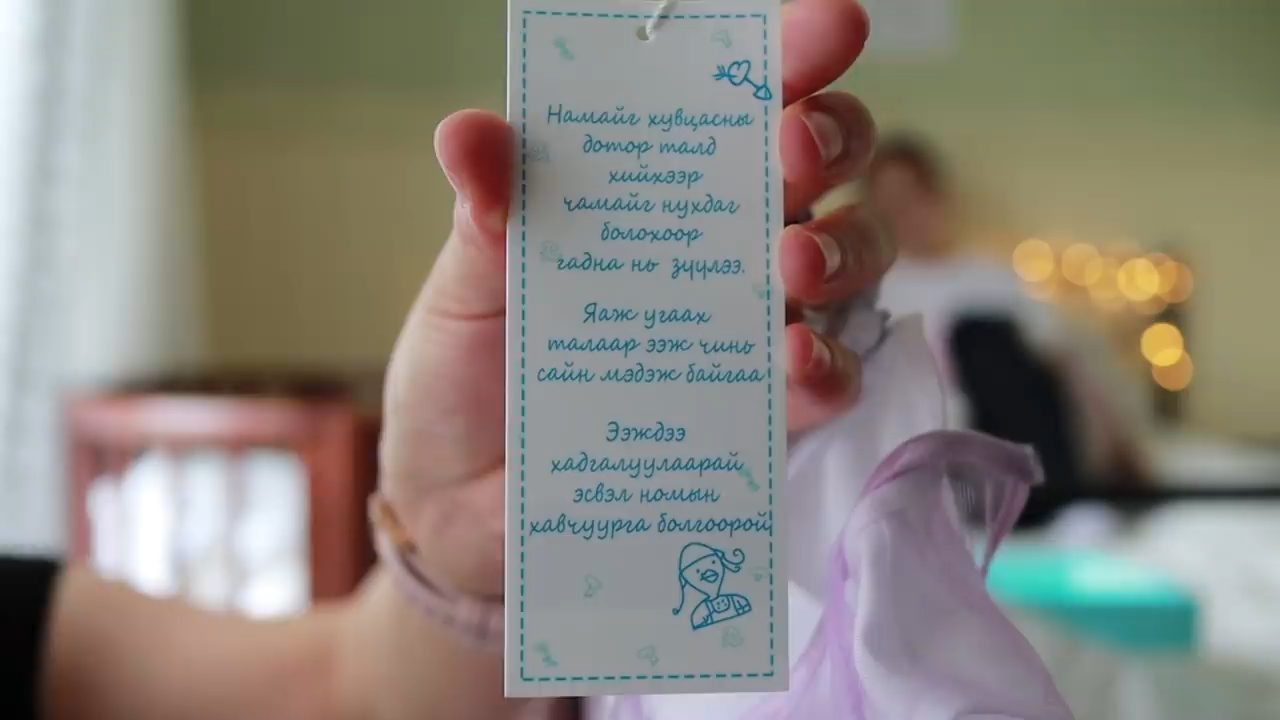 Намайг хувцасны
дотор талд
хийхээр
чамайг нухдаг
болохоор
гадна нь зүүлээ.
Яаж угаах
талаар ээж чинь
сайн мэдэж байгаа
Ээждээ
хадгалуулаарай
эсвэл номын
хавчуурга болгоорой